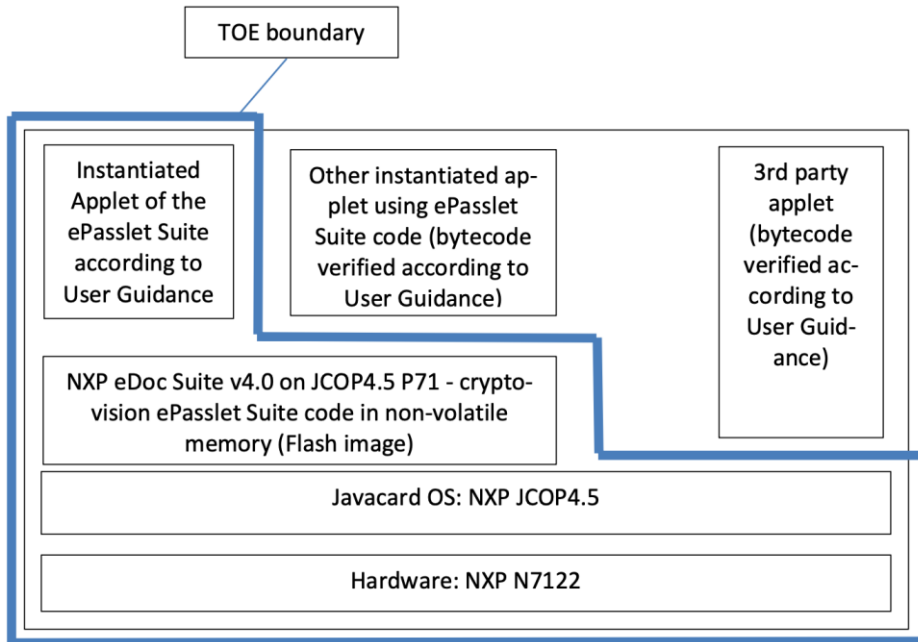 TOE boundary
Instantiated
Applet of the
ePasslet Suite
according to
User Guidance
Other instantiated ap-
plet using ePasslet
Suite code (bytecode
verified according to
User Guidance)
3rd party
applet
(bytecode
verified ac-
cording to
User Guid-
ance)
NXP eDoc Suite v4.0 on JCOP4.5 P71 - crypto-
vision ePasslet Suite code in non-volatile
memory (Flash image)
Javacard OS: NXP JCOP4.5
Hardware: NXP N7122